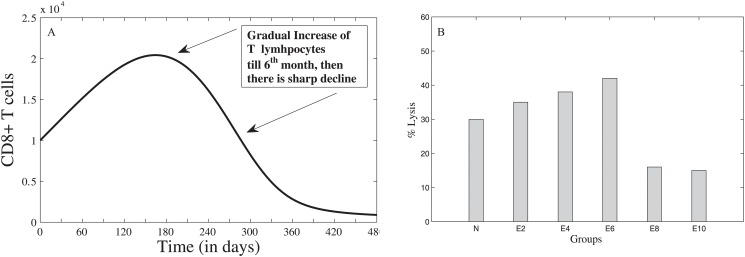 x 10⁴
2.5
2
1.5
1
0.5
0
A
Gradual Increase of
T lymhpocytes
till 6th month, then
there is sharp decline
CD8+ T cells
0 60 120 180 240 300 360 420 48
Time (in days)
B
60
50
40
30
20
10
0
% Lysis
N E2 E4 E6 E8 E10
Groups